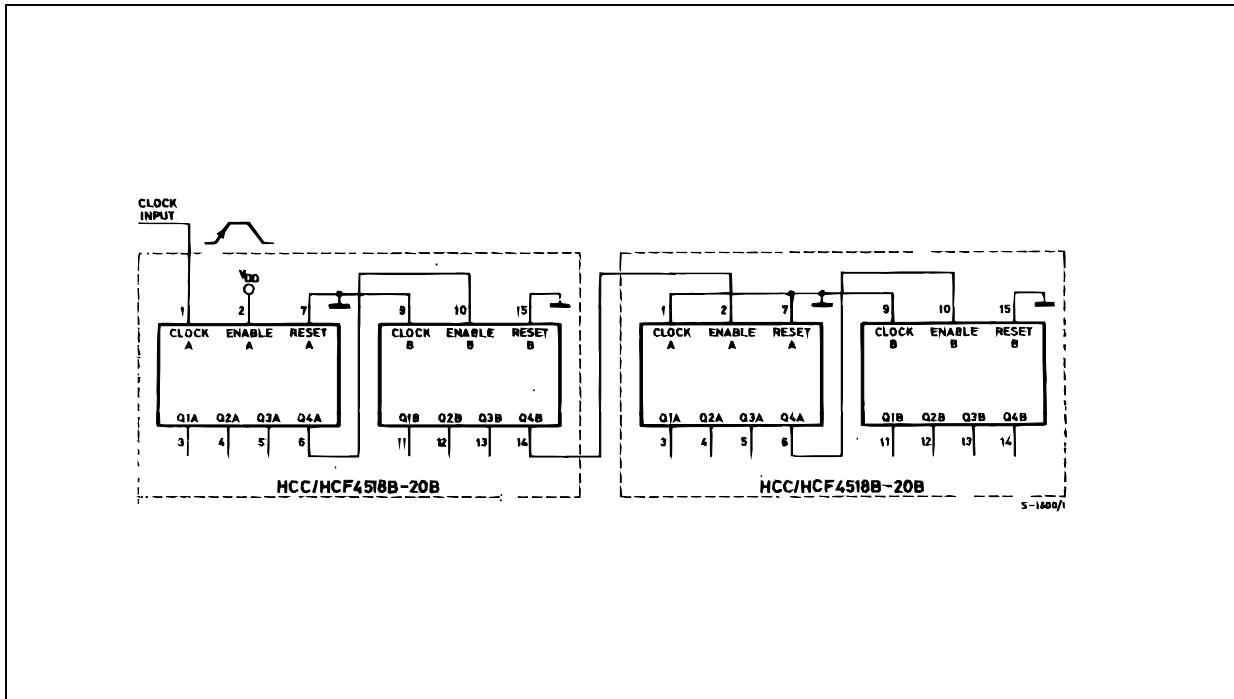 CLOCK
INPUT
VDD
1 2 7 9 10 15 1 2 7 9 10 15
CLOCK ENABLE RESET CLOCK ENABLE RESET CLOCK ENABLE RESET CLOCK ENABLE RESET
A A A B B B A A A B B B
Q1A Q2A Q3A Q4A Q1B Q2B Q3B Q4B Q1A Q2A Q3A Q4A Q1B Q2B Q3B Q4B
3 4 5 6 11 12 13 14 3 4 5 6 11 12 13 14
HCC/HCF4518B-20B HCC/HCF4518B-20B
S-1600/1